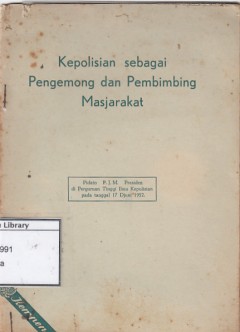 Kepolisian sebagai
Pengemong dan Pembimbing
Masjarakat
Pidato P.J.M. Presiden
di Perguruan Tinggi Ilmu Kepolisian
pada tanggal 17 Djuni 1957.
Library
991
a
Kempen